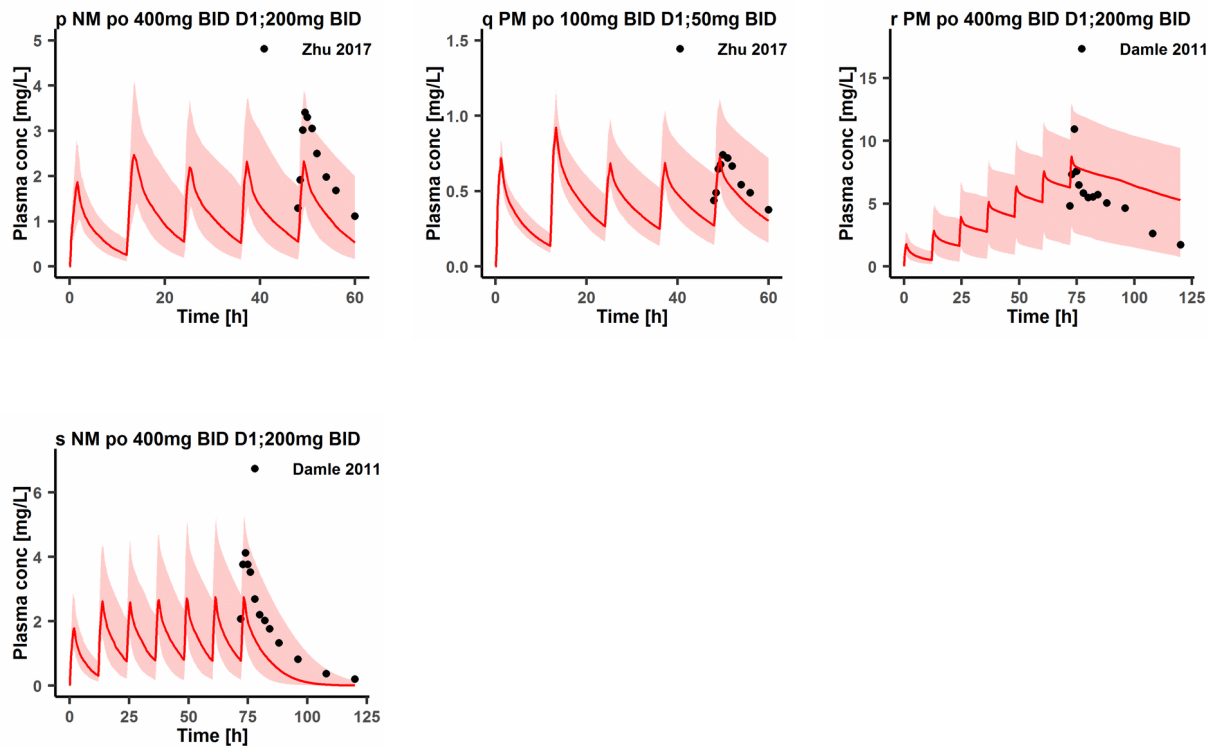 p NM po 400mg BID D1;200mg BID
Zhu 2017
Plasma conc [mg/L]
5
4
3
2
1
0
0 20 40 60
Time [h]
q PM po 100mg BID D1;50mg BID
Zhu 2017
Plasma conc [mg/L]
1.5
1.0
0.5
0.0
0 20 40 60
Time [h]
r PM po 400mg BID D1;200mg BID
Damle 2011
Plasma conc [mg/L]
15
10
5
0
0 25 50 75 100 125
Time [h]
s NM po 400mg BID D1;200mg BID
Damle 2011
Plasma conc [mg/L]
6
4
2
0
0 25 50 75 100 125
Time [h]